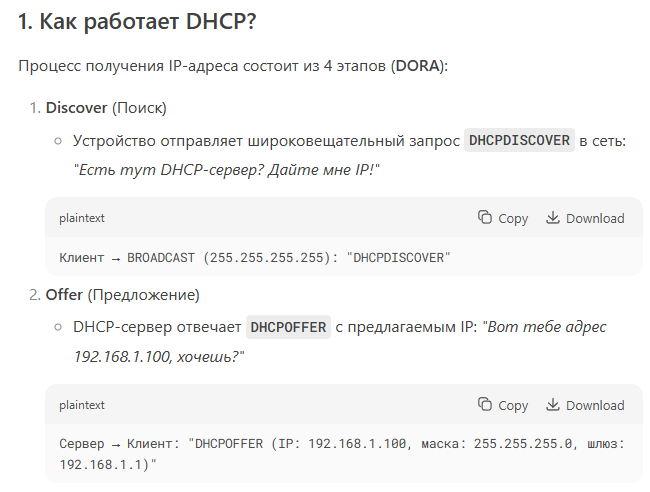 1. Как работает DHCP?
Процесс получения IP-адреса состоит из 4 этапов (DORA):
1. Discover (Поиск)
○ Устройство отправляет широковещательный запрос DHCPDISCOVER в сеть:
"Есть тут DHCP-сервер? Дайте мне IP!"
plaintext Copy Download
Клиент → BROADCAST (255.255.255.255): "DHCPDISCOVER"
2. Offer (Предложение)
○ DHCP-сервер отвечает DHCPOFFER с предлагаемым IP: "Вот тебе адрес
192.168.1.100, хочешь?"
plaintext Copy Download
Сервер → Клиент: "DHCPOFFER (IP: 192.168.1.100, маска: 255.255.255.0, шлюз:
192.168.1.1)"